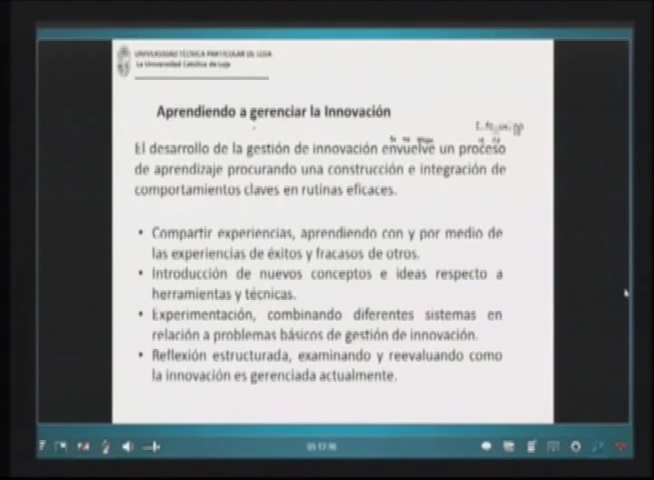 UNIVERSIDAD TÉCNICA PARTICULAR DE LOJA
La Universidad Católica de Loja
Aprendiendo a gerenciar la Innovación
El desarrollo de la gestión de innovación envuelve un proceso
de aprendizaje procurando una construcción e integración de
comportamientos claves en rutinas eficaces.
• Compartir experiencias, aprendiendo con y por medio de
las experiencias de éxitos y fracasos de otros.
• Introducción de nuevos conceptos e ideas respecto a
herramientas y técnicas.
• Experimentación, combinando diferentes sistemas en
relación a problemas básicos de gestión de innovación.
• Reflexión estructurada, examinando y reevaluando como
la innovación es gerenciada actualmente.